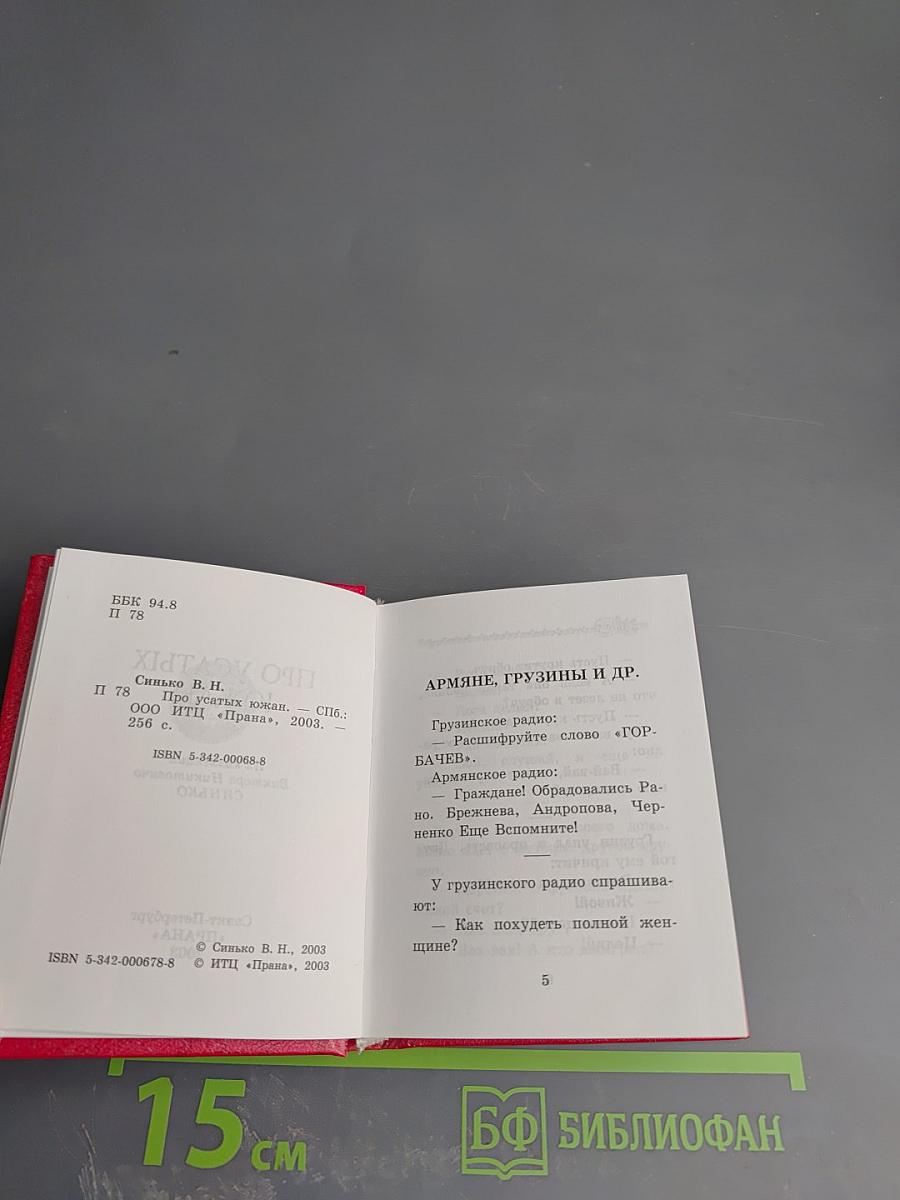 ББК 94.8
П 78
Синько В. Н.
П 78 Про усатых южан. — СПб.:
ООО ИТЦ «Прана», 2003. —
256 с.
ISBN 5-342-00068-8
© Синько В. Н., 2003
ISBN 5-342-000678-8 © ИТЦ «Прана», 2003
АРМЯНЕ, ГРУЗИНЫ И ДР.
Грузинское радио:
— Расшифруйте слово «ГОР-
БАЧЕВ».
Армянское радио:
— Граждане! Обрадовались Ра-
но. Брежнева, Андропова, Чер-
ненко Еще Вспомните!
У грузинского радио спрашива-
ют:
— Как похудеть полной жен-
щине?
5
15 см
БФ БИБЛИОФАН